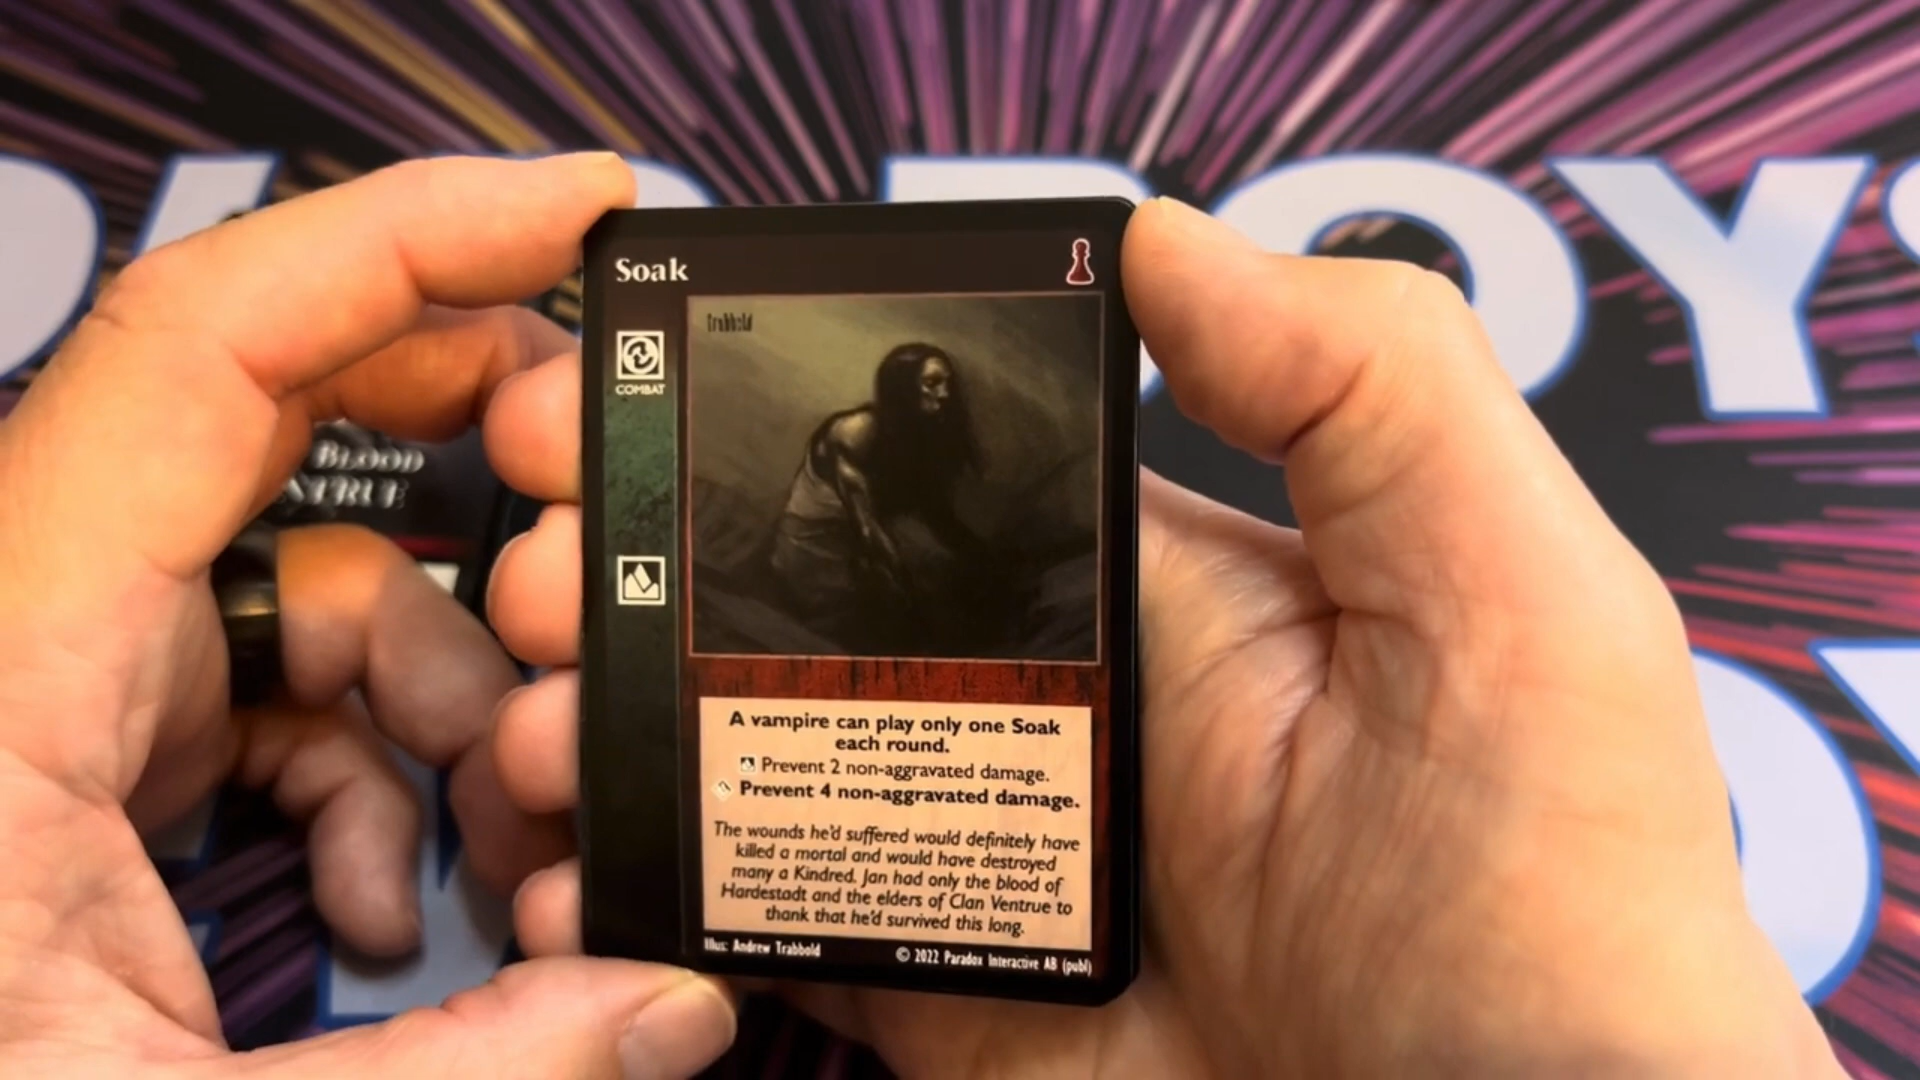 Soak
Trabbold
COMBAT
A vampire can play only one Soak
each round.
Prevent 2 non-aggravated damage.
Prevent 4 non-aggravated damage.
The wounds he'd suffered would definitely have
killed a mortal and would have destroyed
many a Kindred. Jan had only the blood of
Hardestadt and the elders of Clan Ventrue to
thank that he'd survived this long.
Illus: Andrew Trabbold
© 2022 Paradox Interactive AB (publ)
BLOOD